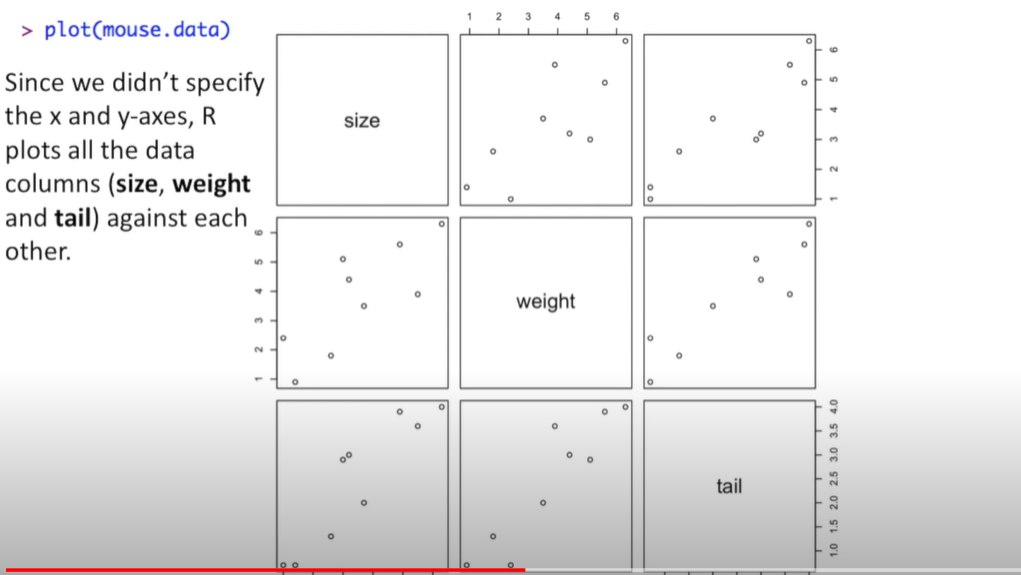 > plot(mouse.data)
Since we didn't specify
the x and y-axes, R
plots all the data
columns (size, weight
and tail) against each
other.
1 2 3 4 5 6
size
1 2 3 4 5 6
1 2 3 4 5 6
weight
tail
1.0 1.5 2.0 2.5 3.0 3.5 4.0